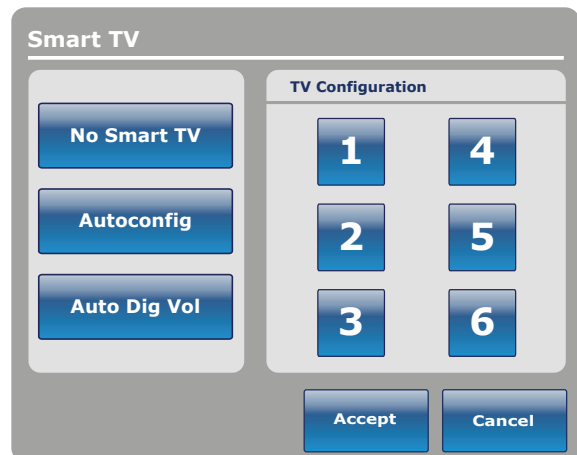 Smart TV
No Smart TV
Autoconfig
Auto Dig Vol
TV Configuration
1 4
2 5
3 6
Accept Cancel